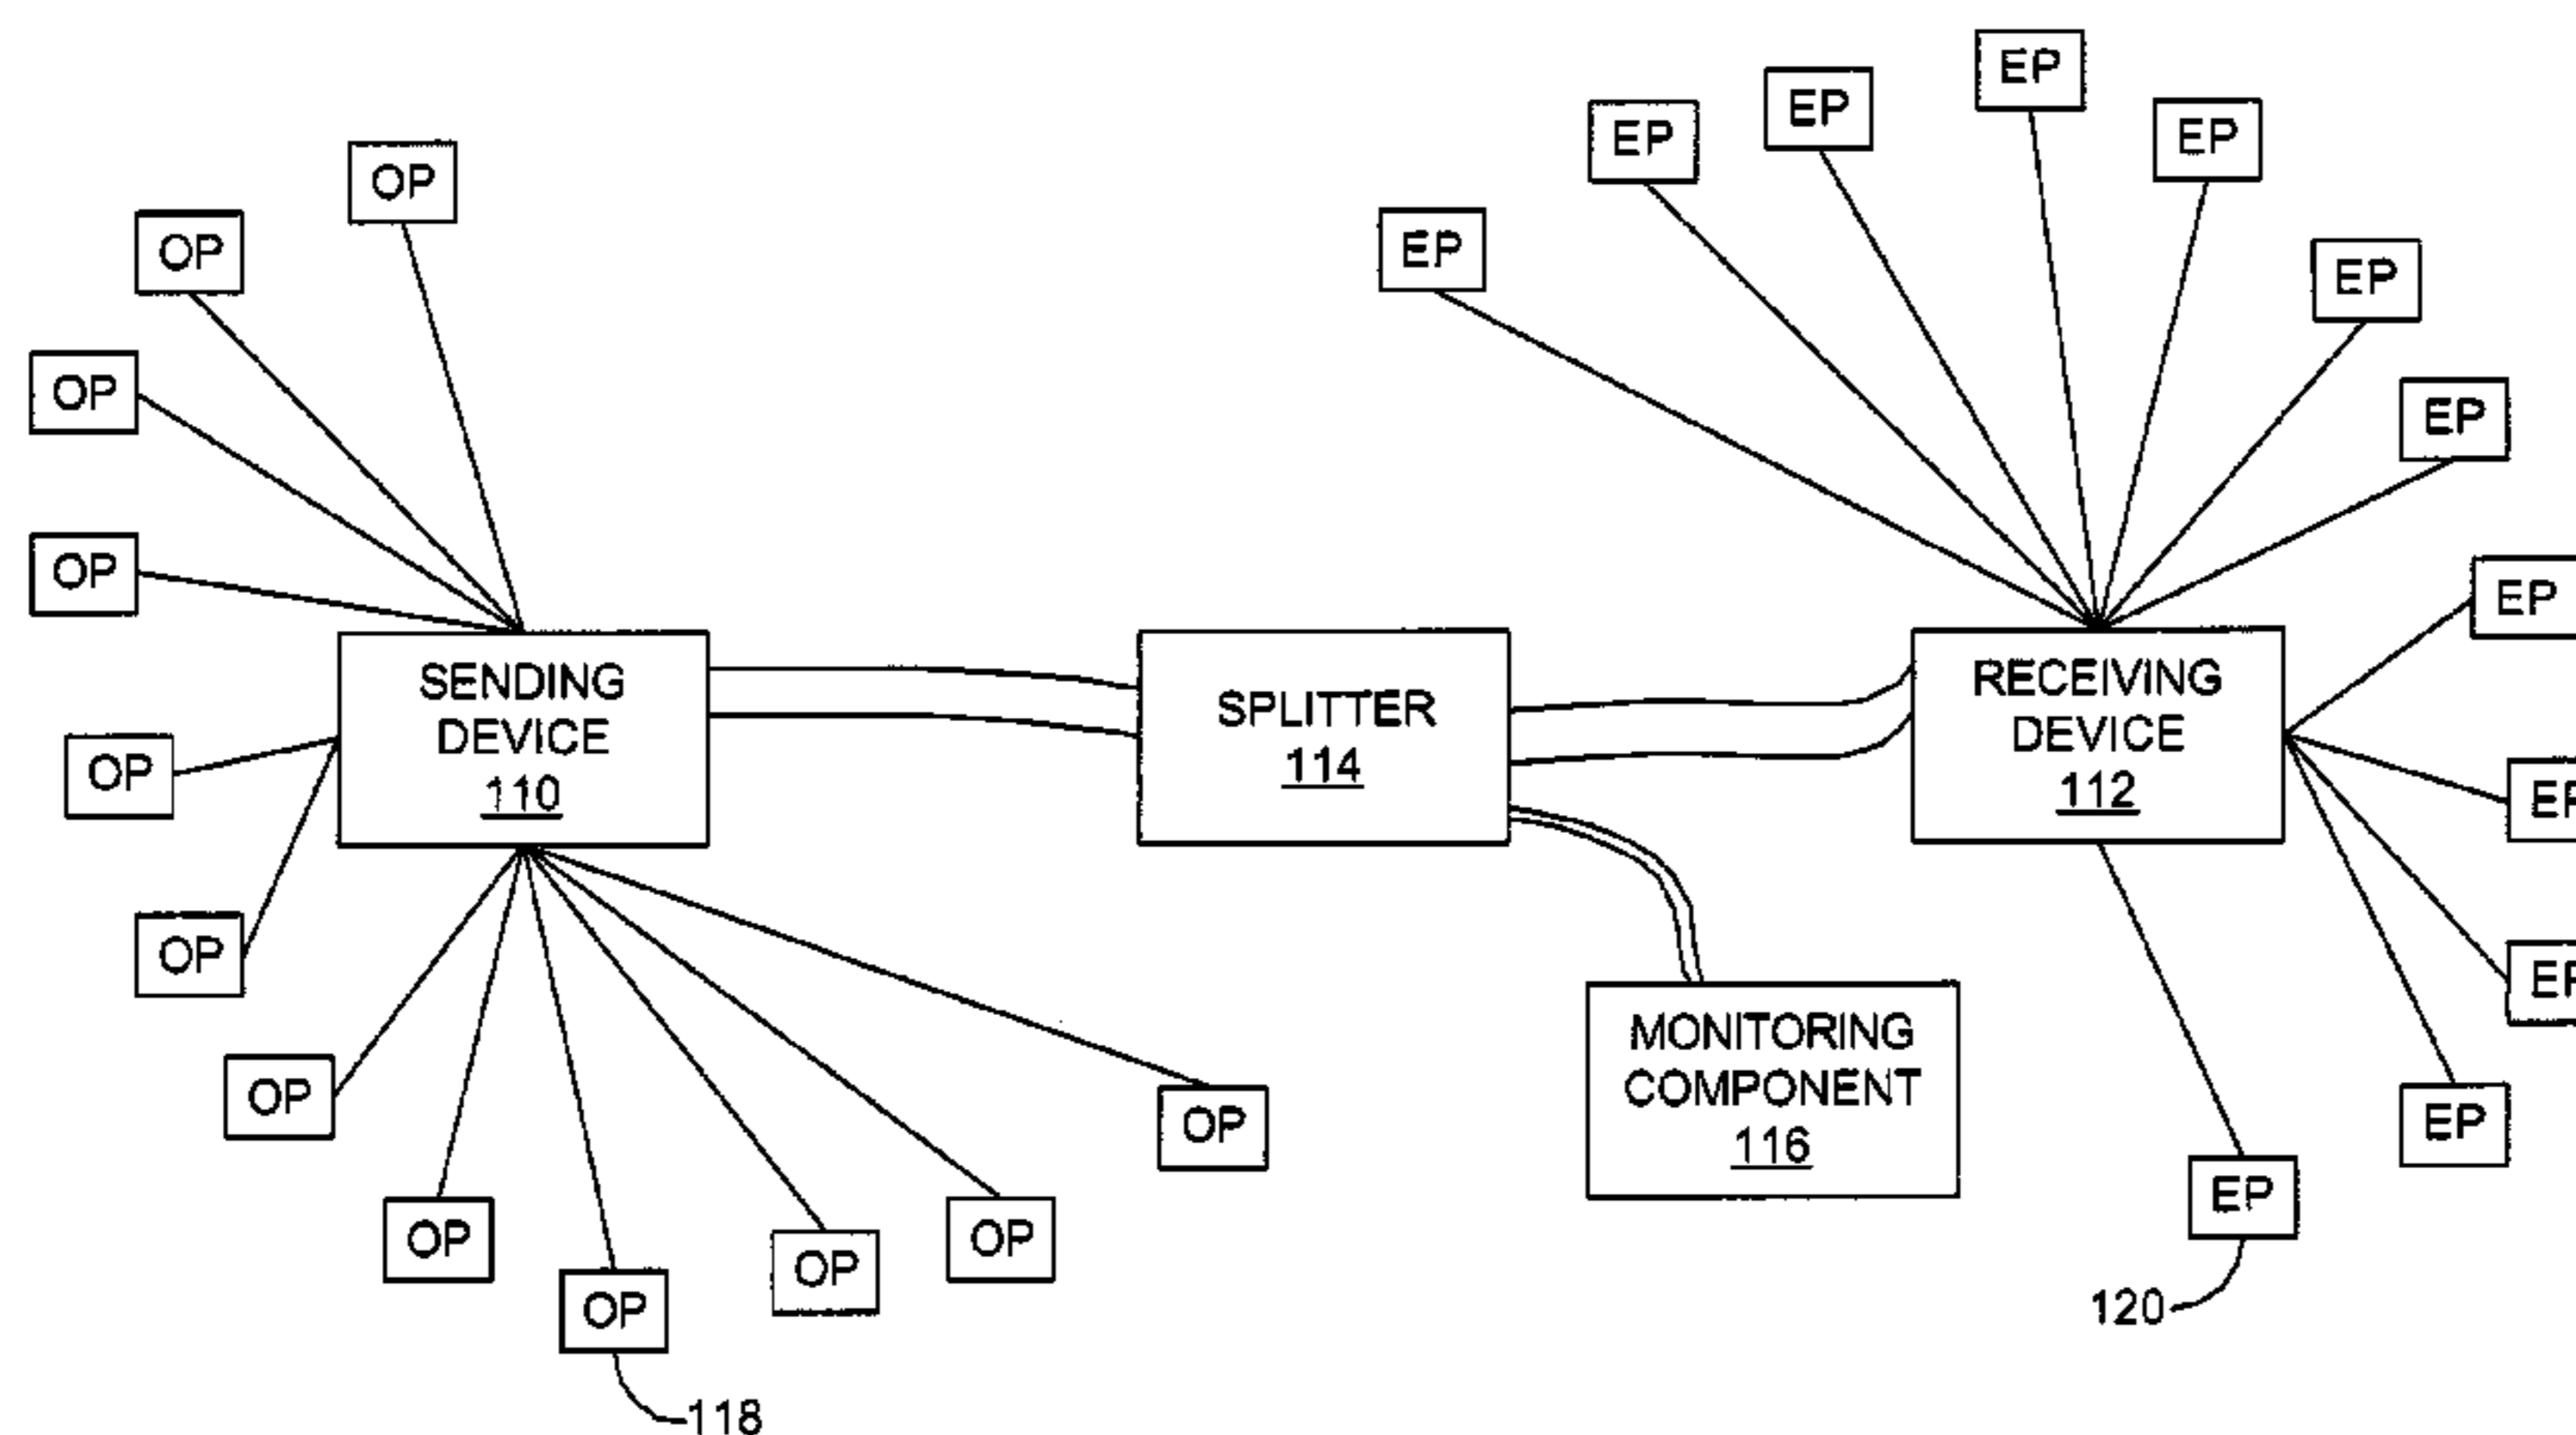 EP
EP
EP
EP
OP
OP
EP
EP
OP
EP
OP
EP
SENDING
DEVICE
110
SPLITTER
114
RECEIVING
DEVICE
112
OP
OP
MONITORING
COMPONENT
116
OP
OP
EP
EP
OP
OP
OP
OP
120
118